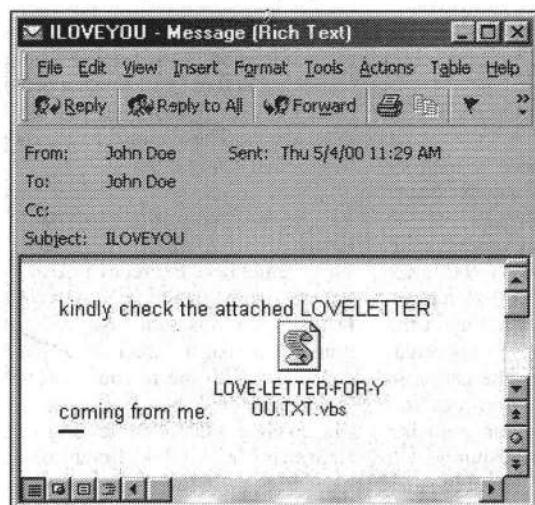 ILOVEYOU - Message (Rich Text)
File Edit View Insert Format Tools Actions Table Help
Reply Reply to All Forward
From: John Doe Sent: Thu 5/4/00 11:29 AM
To: John Doe
Cc:
Subject: ILOVEYOU
kindly check the attached LOVELETTER
LOVE-LETTER-FOR-Y
OU.TXT.vbs
coming from me.